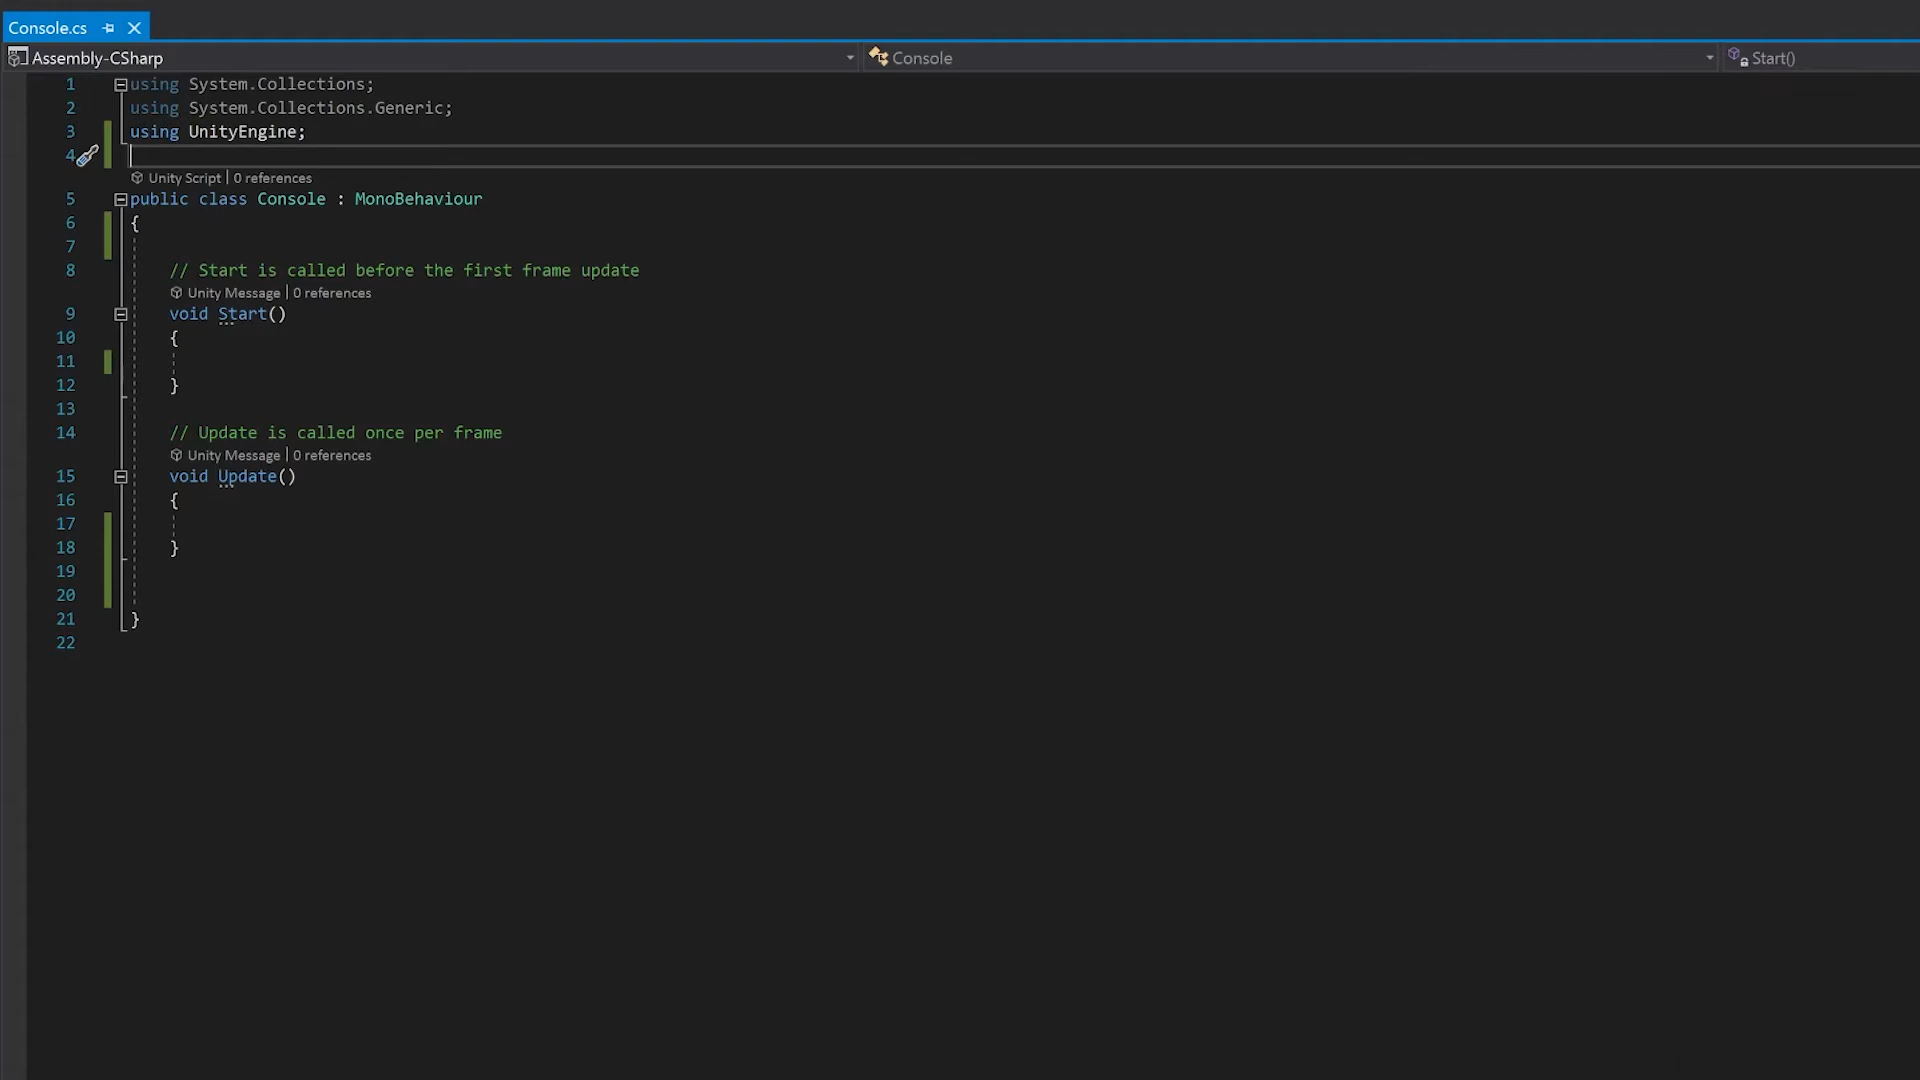 Console.cs
Assembly-CSharp
Console
Start()
1 using System.Collections;
2 using System.Collections.Generic;
3 using UnityEngine;
4
Unity Script | 0 references
5 public class Console : MonoBehaviour
6 {
7
8 // Start is called before the first frame update
Unity Message | 0 references
9 void Start()
10 {
11
12 }
13
14 // Update is called once per frame
Unity Message | 0 references
15 void Update()
16 {
17
18 }
19
20
21 }
22